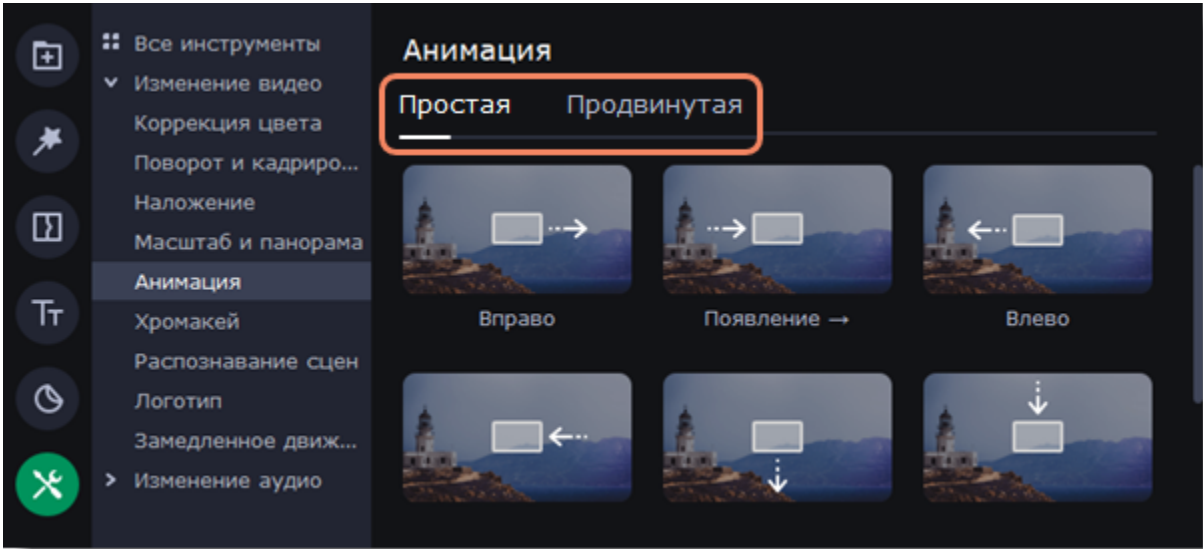 Все инструменты
Изменение видео
Коррекция цвета
Поворот и кадриро...
Наложение
Масштаб и панорама
Анимация
Хромакей
Распознавание сцен
Логотип
Замедленное движ...
Изменение аудио
Анимация
Простая Продвинутая
Вправо Появление → Влево